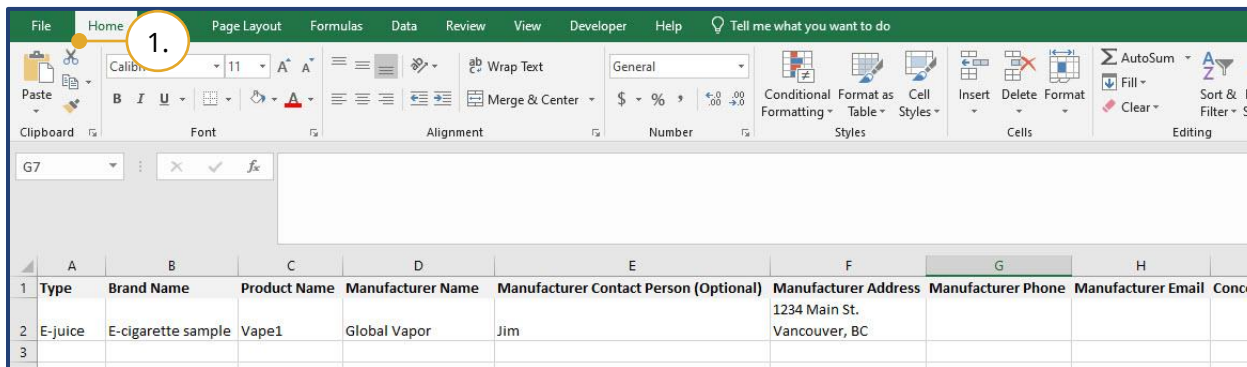 File Home Page Layout Formulas Data Review View Developer Help Tell me what you want to do
1.
Paste
Clipboard
11 A A
B I U A
Font
ab Wrap Text
Merge & Center
Alignment
General
$ % , .00
Number
Conditional Formatting
Format as Table
Cell Styles
Styles
Insert Delete Format
Cells
AutoSum
Fill
Clear
Sort &
Filter
Editing
G7 fx
A B C D E F G H
1 Type Brand Name Product Name Manufacturer Name Manufacturer Contact Person (Optional) Manufacturer Address Manufacturer Phone Manufacturer Email
1234 Main St.
2 E-juice E-cigarette sample Vape1 Global Vapor Jim Vancouver, BC
3